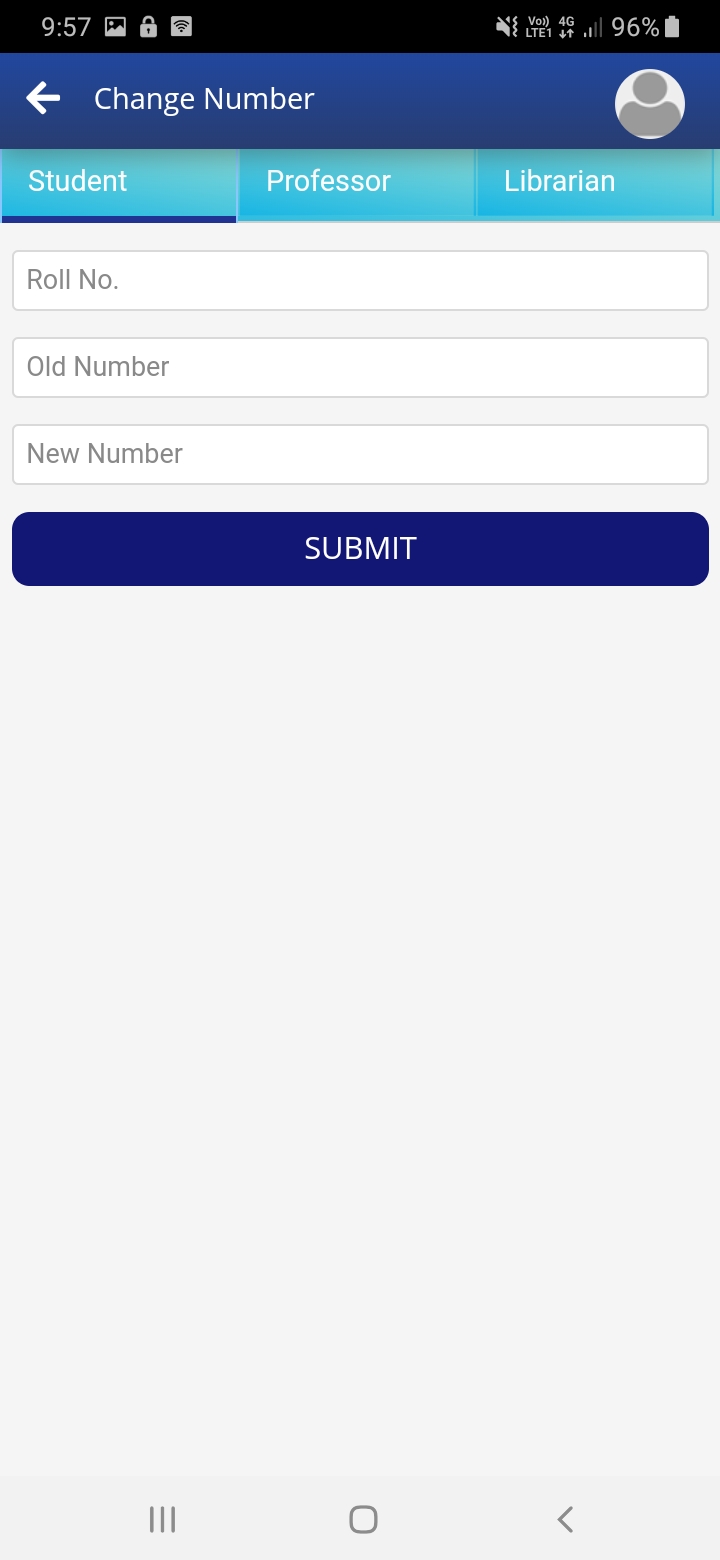 9:57 Vo)) LTE1 4G 96%
Change Number
Student Professor Librarian
Roll No.
Old Number
New Number
SUBMIT